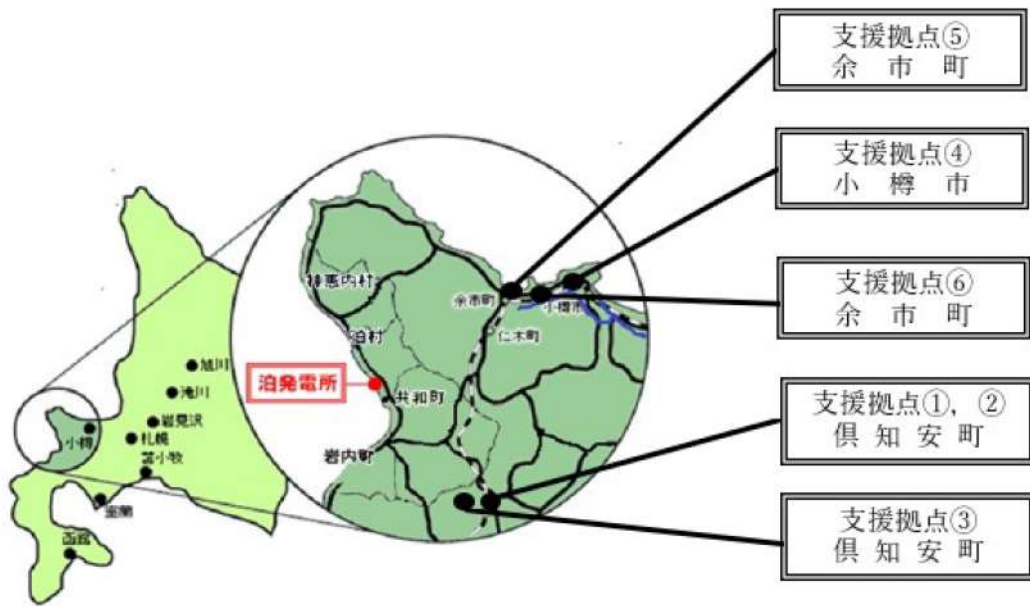 支援拠点⑤
余市町
支援拠点④
小樽市
支援拠点⑥
余市町
支援拠点①，②
倶知安町
支援拠点③
倶知安町
神恵内村
泊村
泊発電所
共和町
岩内町
余市町
小樽市
仁木町
旭川
滝川
岩見沢
小樽
札幌
苫小牧
室蘭
函館